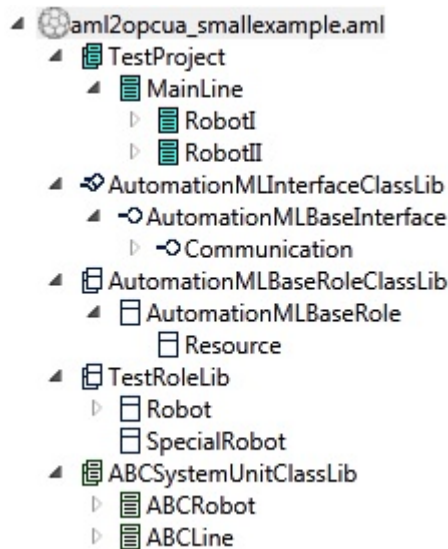 aml2opcua_smallexample.aml
TestProject
MainLine
RobotI
RobotII
AutomationMLInterfaceClassLib
AutomationMLBaseInterface
Communication
AutomationMLBaseRoleClassLib
AutomationMLBaseRole
Resource
TestRoleLib
Robot
SpecialRobot
ABCSystemUnitClassLib
ABCRobot
ABCLine